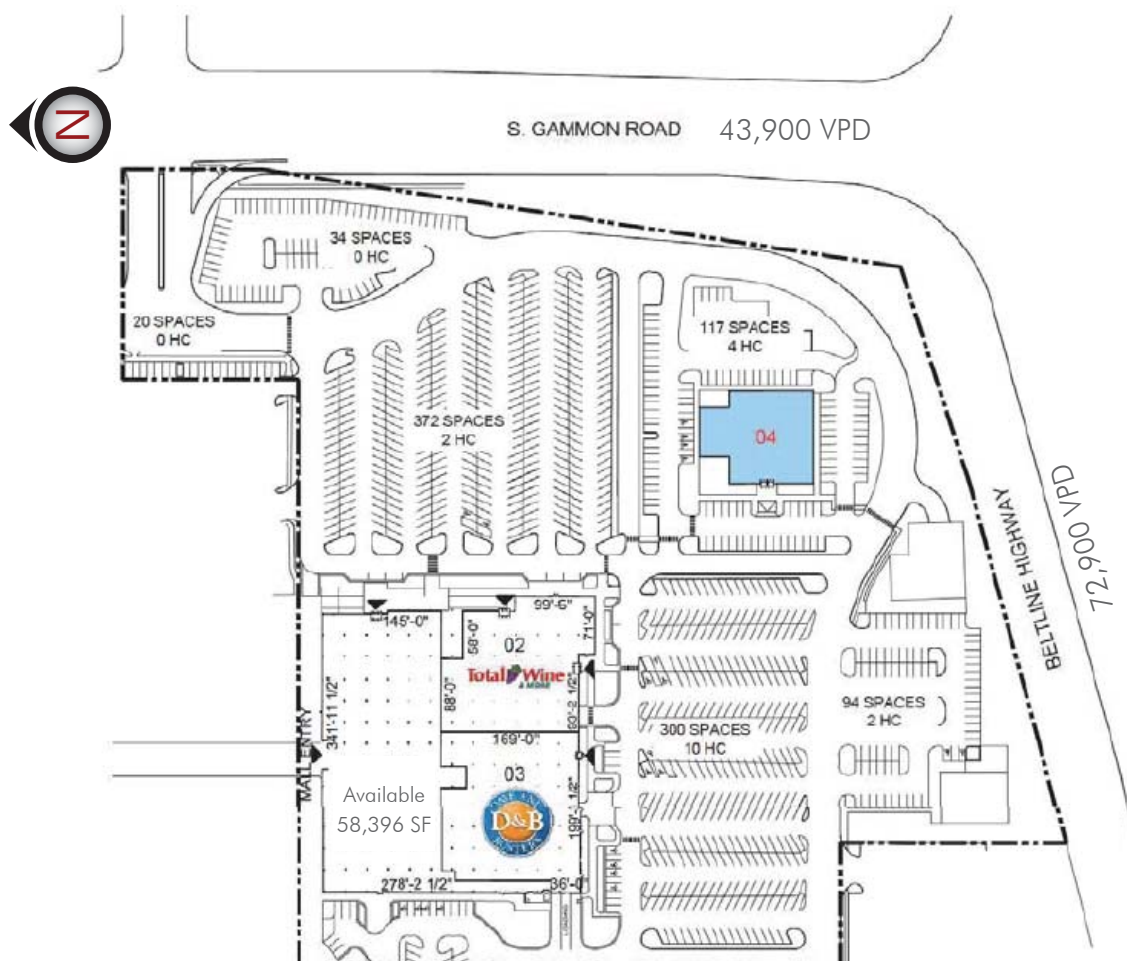 N
S. GAMMON ROAD 43,900 VPD
34 SPACES
0 HC
20 SPACES
0 HC
117 SPACES
4 HC
372 SPACES
2 HC
04
BELTLINE HIGHWAY
72,900 VPD
99'-6"
145'-0"
58'-0"
71'-0"
02
Total Wine
& MORE
88'-0"
341'-11 1/2"
MALL ENTRY
94 SPACES
2 HC
300 SPACES
10 HC
169'-0"
03
D&B
Available
58,396 SF
278'-2 1/2"
36'-0"
LOADING